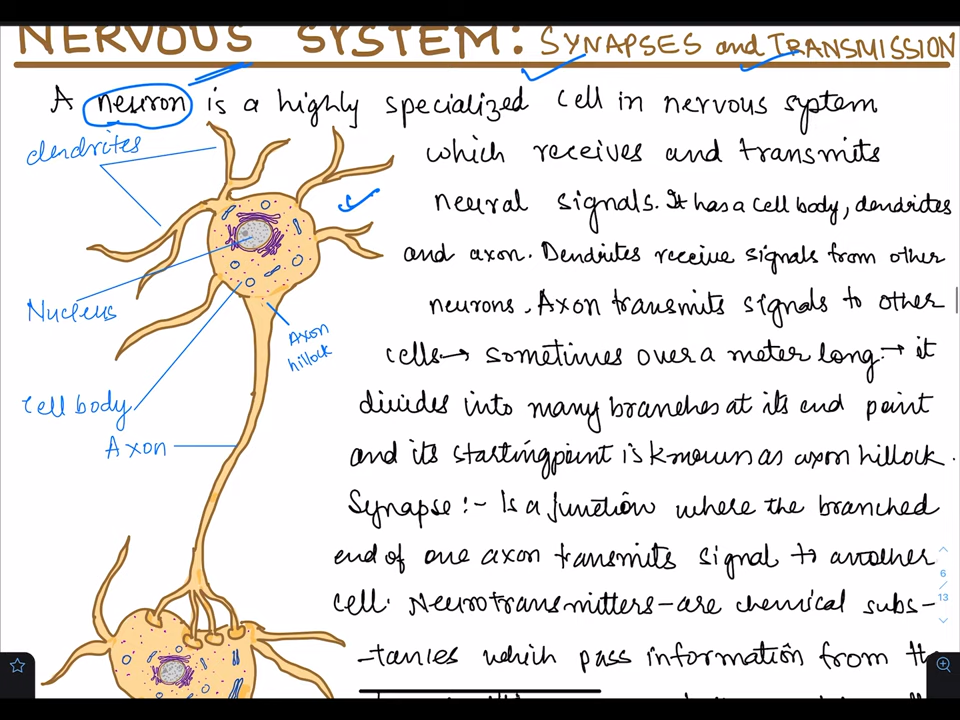 NERVOUS SYSTEM: SYNAPSES and TRANSMISSION
A neuron is a highly specialized cell in nervous system
dendrites
which receives and transmits
neural signals. It has a cell body, dendrites
and axon. Dendrites receive signals from other
Nucleus
neurons. Axon transmits signals to other
Axon
hillock
cells → sometimes over a meter long → it
Cell body
divides into many branches at its end point
Axon
and its starting point is known as axon hillock.
Synapse :- Is a junction where the branched
end of one axon transmits signal to another
6
/
13
cell. Neurotransmitters - are chemical subs-
-tances which pass information from the